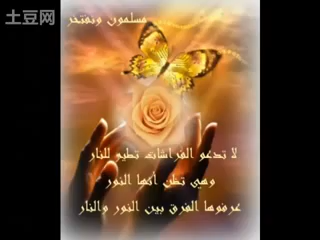 土豆网
مسلمون ونفتخر
لا تدعو الفراشات تطير للنار
وهي تظن أنها النور
عرفوها الفرق بين النور والنار